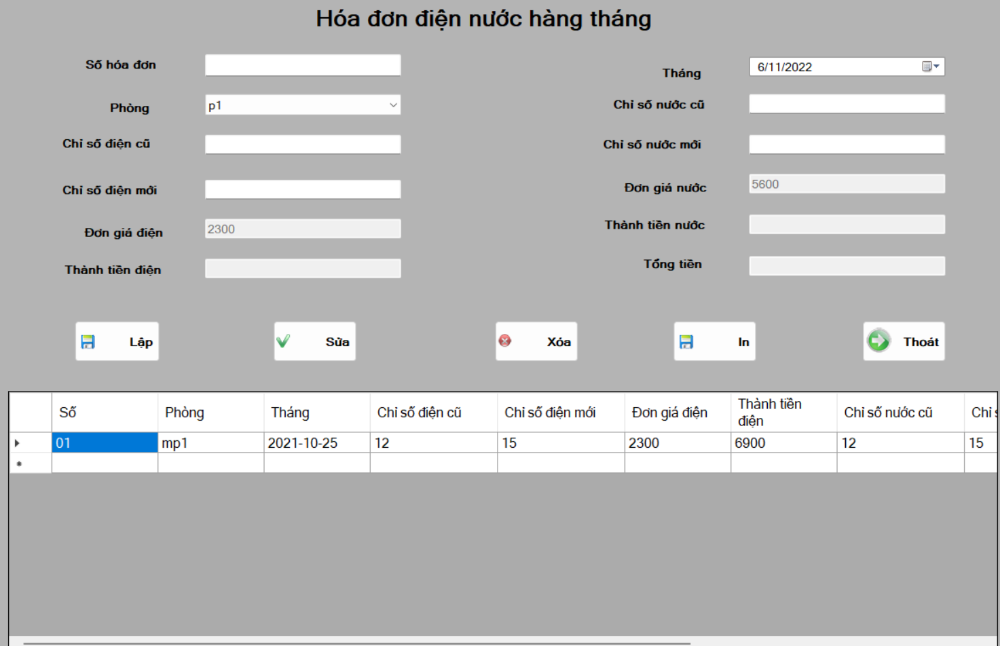 Hóa đơn điện nước hàng tháng
Số hóa đơn
Tháng 6/11/2022
Phòng p1
Chỉ số nước cũ
Chỉ số điện cũ
Chỉ số nước mới
Chỉ số điện mới
Đơn giá nước 5600
Đơn giá điện 2300
Thành tiền nước
Thành tiền điện
Tổng tiền
Lập Sửa Xóa In Thoát
Số Phòng Tháng Chỉ số điện cũ Chỉ số điện mới Đơn giá điện Thành tiền điện Chỉ số nước cũ Chỉ
01 mp1 2021-10-25 12 15 2300 6900 12 15